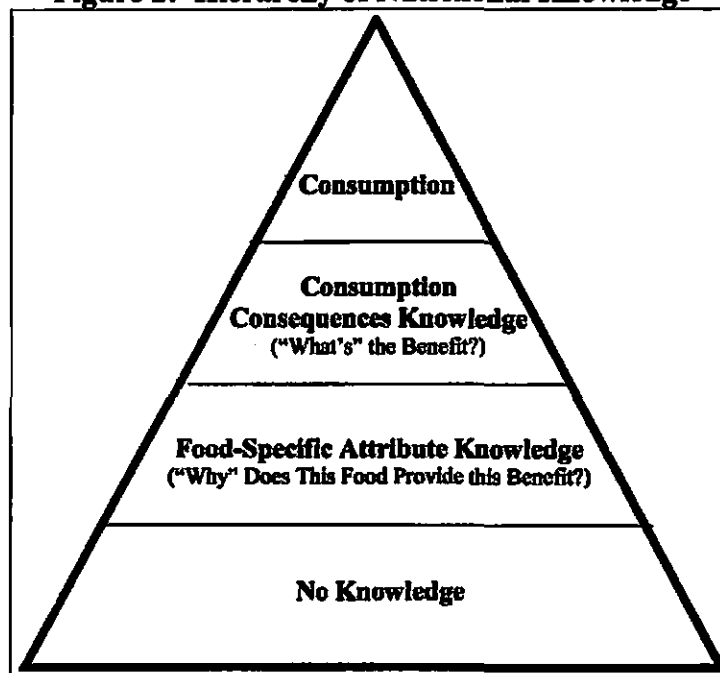 Consumption
Consumption
Consequences Knowledge
("What's" the Benefit?)
Food-Specific Attribute Knowledge
("Why" Does This Food Provide this Benefit?)
No Knowledge